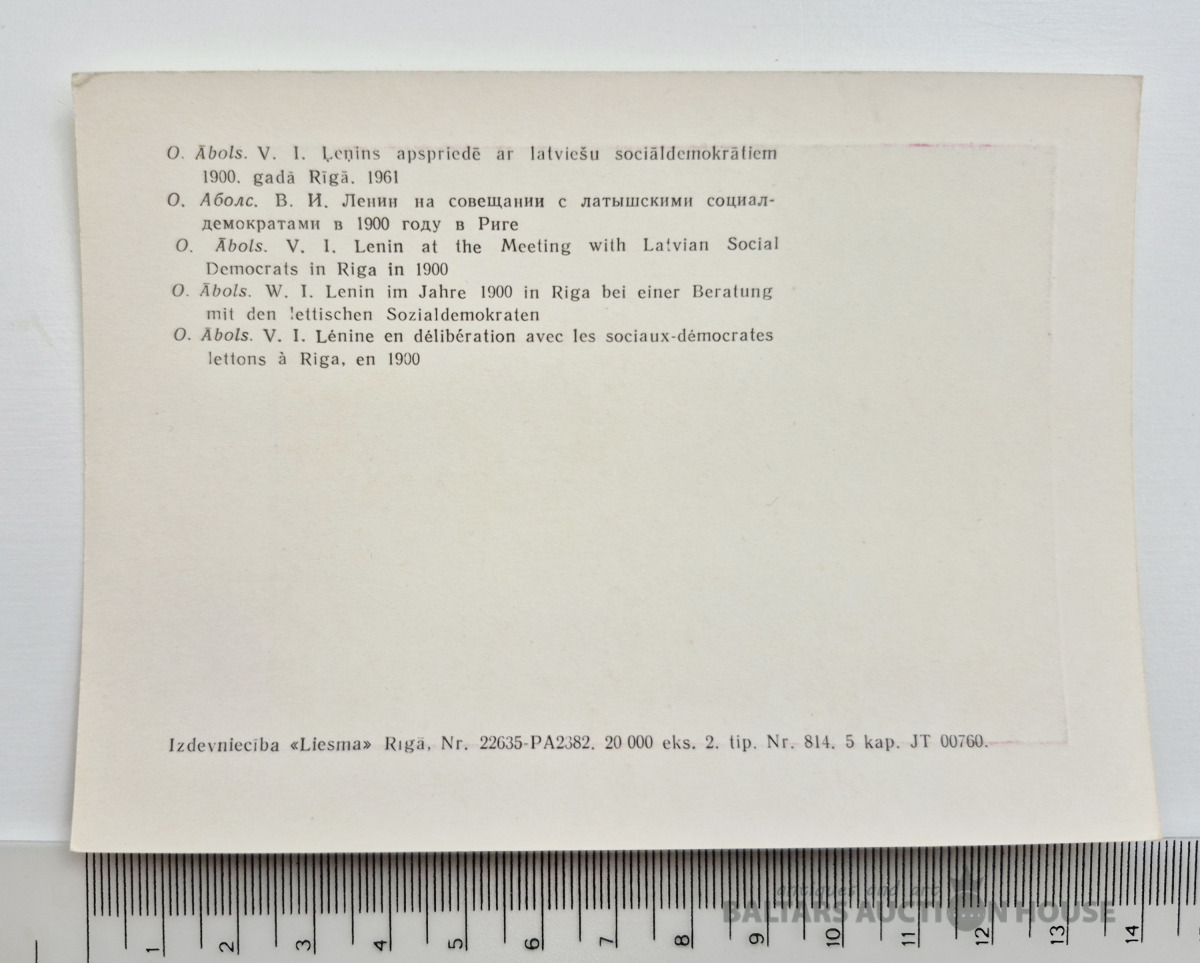 O. Ābols. V. I. Ļeņins apspriedē ar latviešu sociāldemokrātiem
1900. gadā Rīgā. 1961
О. Аболс. В. И. Ленин на совещании с латышскими социал-
демократами в 1900 году в Риге
O. Ābols. V. I. Lenin at the Meeting with Latvian Social
Democrats in Riga in 1900
O. Ābols. W. I. Lenin im Jahre 1900 in Riga bei einer Beratung
mit den lettischen Sozialdemokraten
O. Ābols. V. I. Lénine en délibération avec les sociaux-démocrates
lettons à Riga, en 1900
Izdevniecība «Liesma» Rīgā, Nr. 22635-PA2382. 20 000 eks. 2. tip. Nr. 814. 5 kap. JT 00760.
antiques and art
BALTARS AUCTION HOUSE
1 2 3 4 5 6 7 8 9 10 11 12 13 14